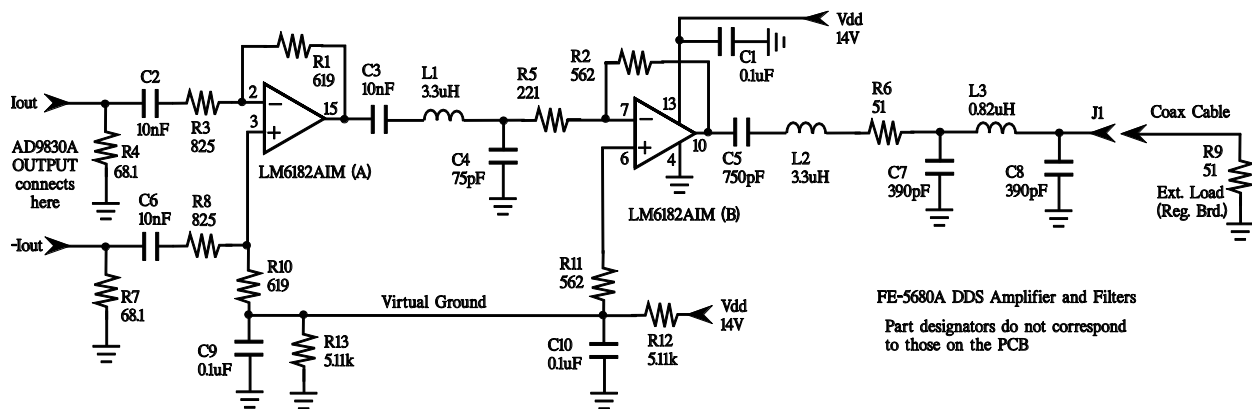 Vdd
14V
C1
0.1uF
R1
619
R2
562
C2
10nF
Iout
R3
825
2
3
15
C3
10nF
L1
3.3uH
R5
221
7
6
13
10
4
R6
51
L3
0.82uH
J1
Coax Cable
AD9830A
OUTPUT
connects
here
R4
68.1
LM6182AIM (A)
C4
75pF
C5
750pF
L2
3.3uH
C7
390pF
C8
390pF
R9
51
Ext. Load
(Reg. Brd.)
LM6182AIM (B)
C6
10nF
R8
825
-Iout
R7
68.1
R10
619
R11
562
Virtual Ground
Vdd
14V
C9
0.1uF
R13
5.11k
C10
0.1uF
R12
5.11k
FE-5680A DDS Amplifier and Filters
Part designators do not correspond
to those on the PCB